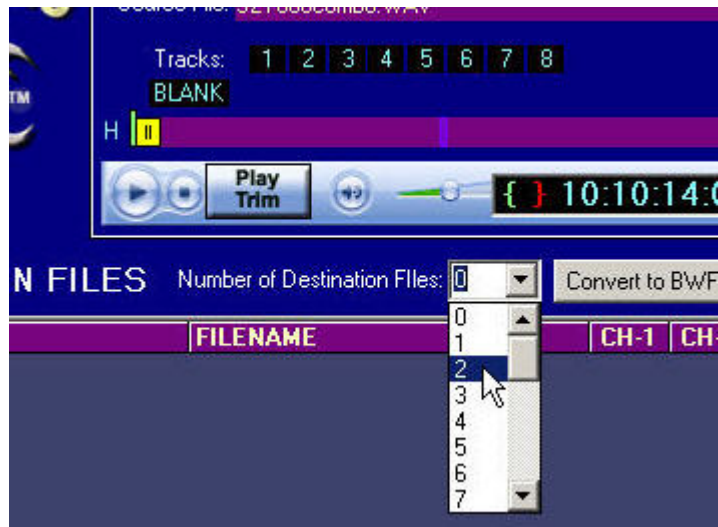 Tracks: 1 2 3 4 5 6 7 8
BLANK
H
Play Trim
{ } 10:10:14:0
N FILES Number of Destination FIles: 0 Convert to BWF
FILENAME CH-1 CH-
0
1
2
3
4
5
6
7